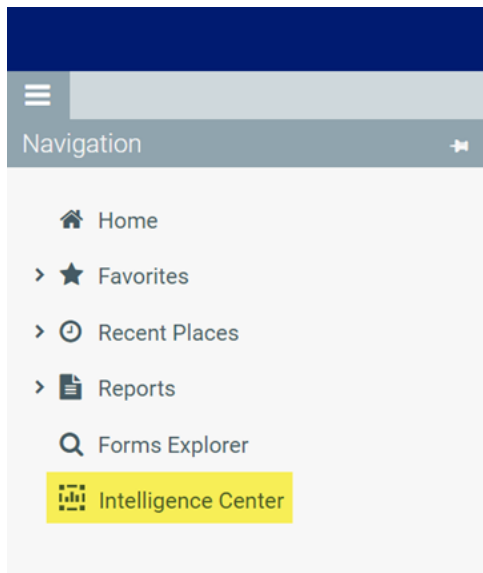 Navigation
Home
Favorites
Recent Places
Reports
Forms Explorer
Intelligence Center